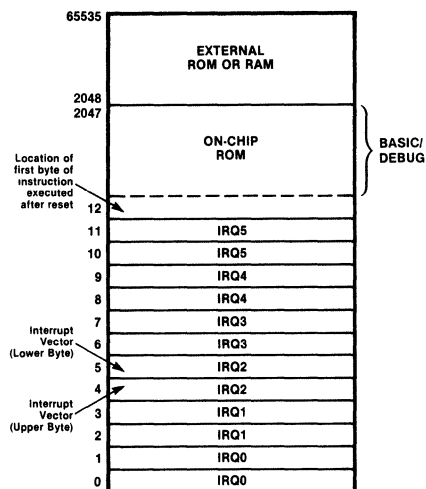 65535
EXTERNAL
ROM OR RAM
2048
2047
ON-CHIP
ROM
BASIC/
DEBUG
Location of
first byte of
instruction
executed
after reset
12
11 IRQ5
10 IRQ5
9 IRQ4
8 IRQ4
7 IRQ3
6 IRQ3
Interrupt
Vector
(Lower Byte)
5 IRQ2
4 IRQ2
Interrupt
Vector
(Upper Byte)
3 IRQ1
2 IRQ1
1 IRQ0
0 IRQ0